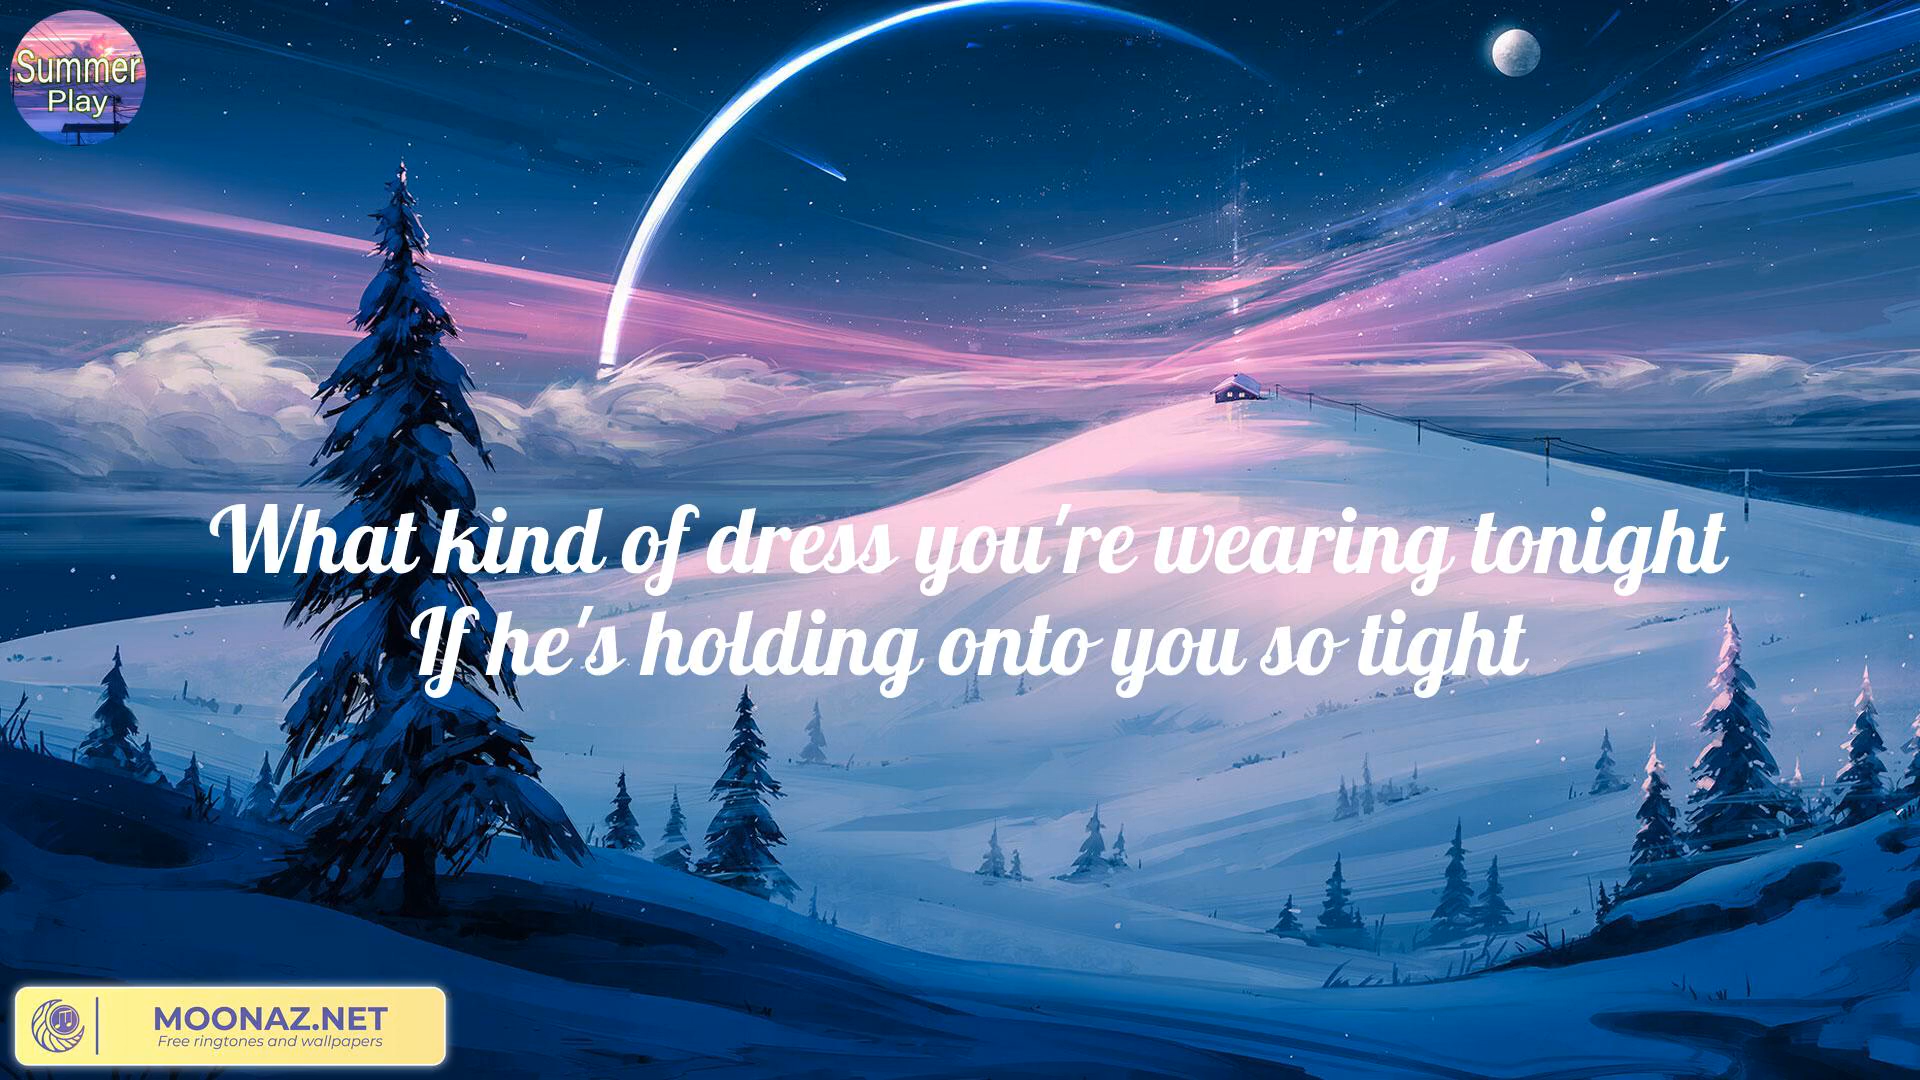 Summer
Play
What kind of dress you're wearing tonight
If he's holding onto you so tight
MOONAZ.NET
Free ringtones and wallpapers